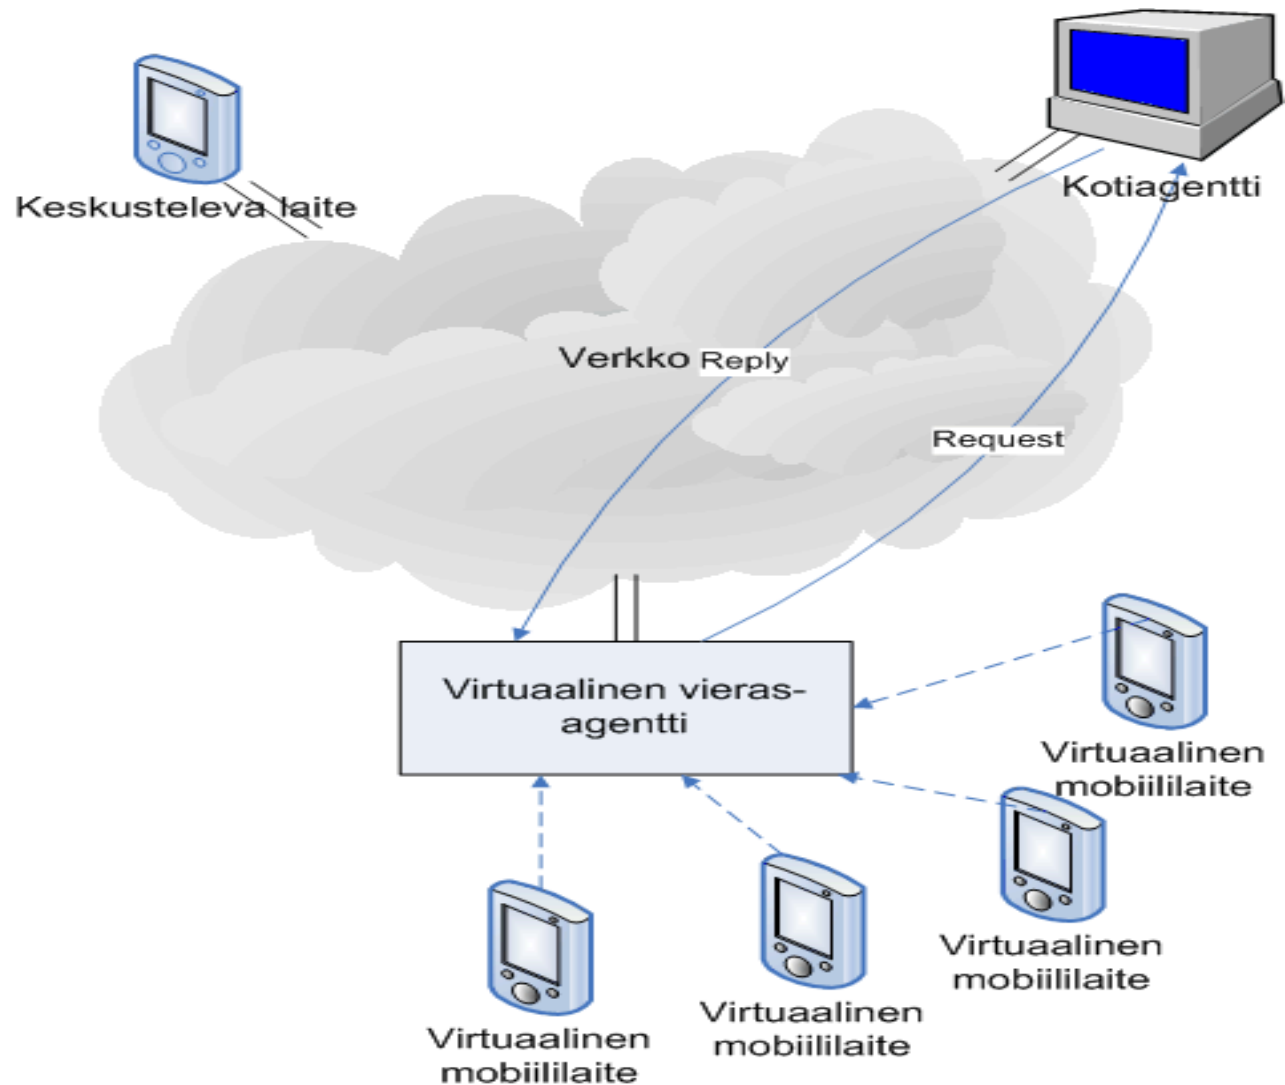 Kotiagentti
Keskusteleva laite
Verkko
Reply
Request
Virtuaalinen vieras-
agentti
Virtuaalinen
mobiililaite
Virtuaalinen
mobiililaite
Virtuaalinen
mobiililaite
Virtuaalinen
mobiililaite